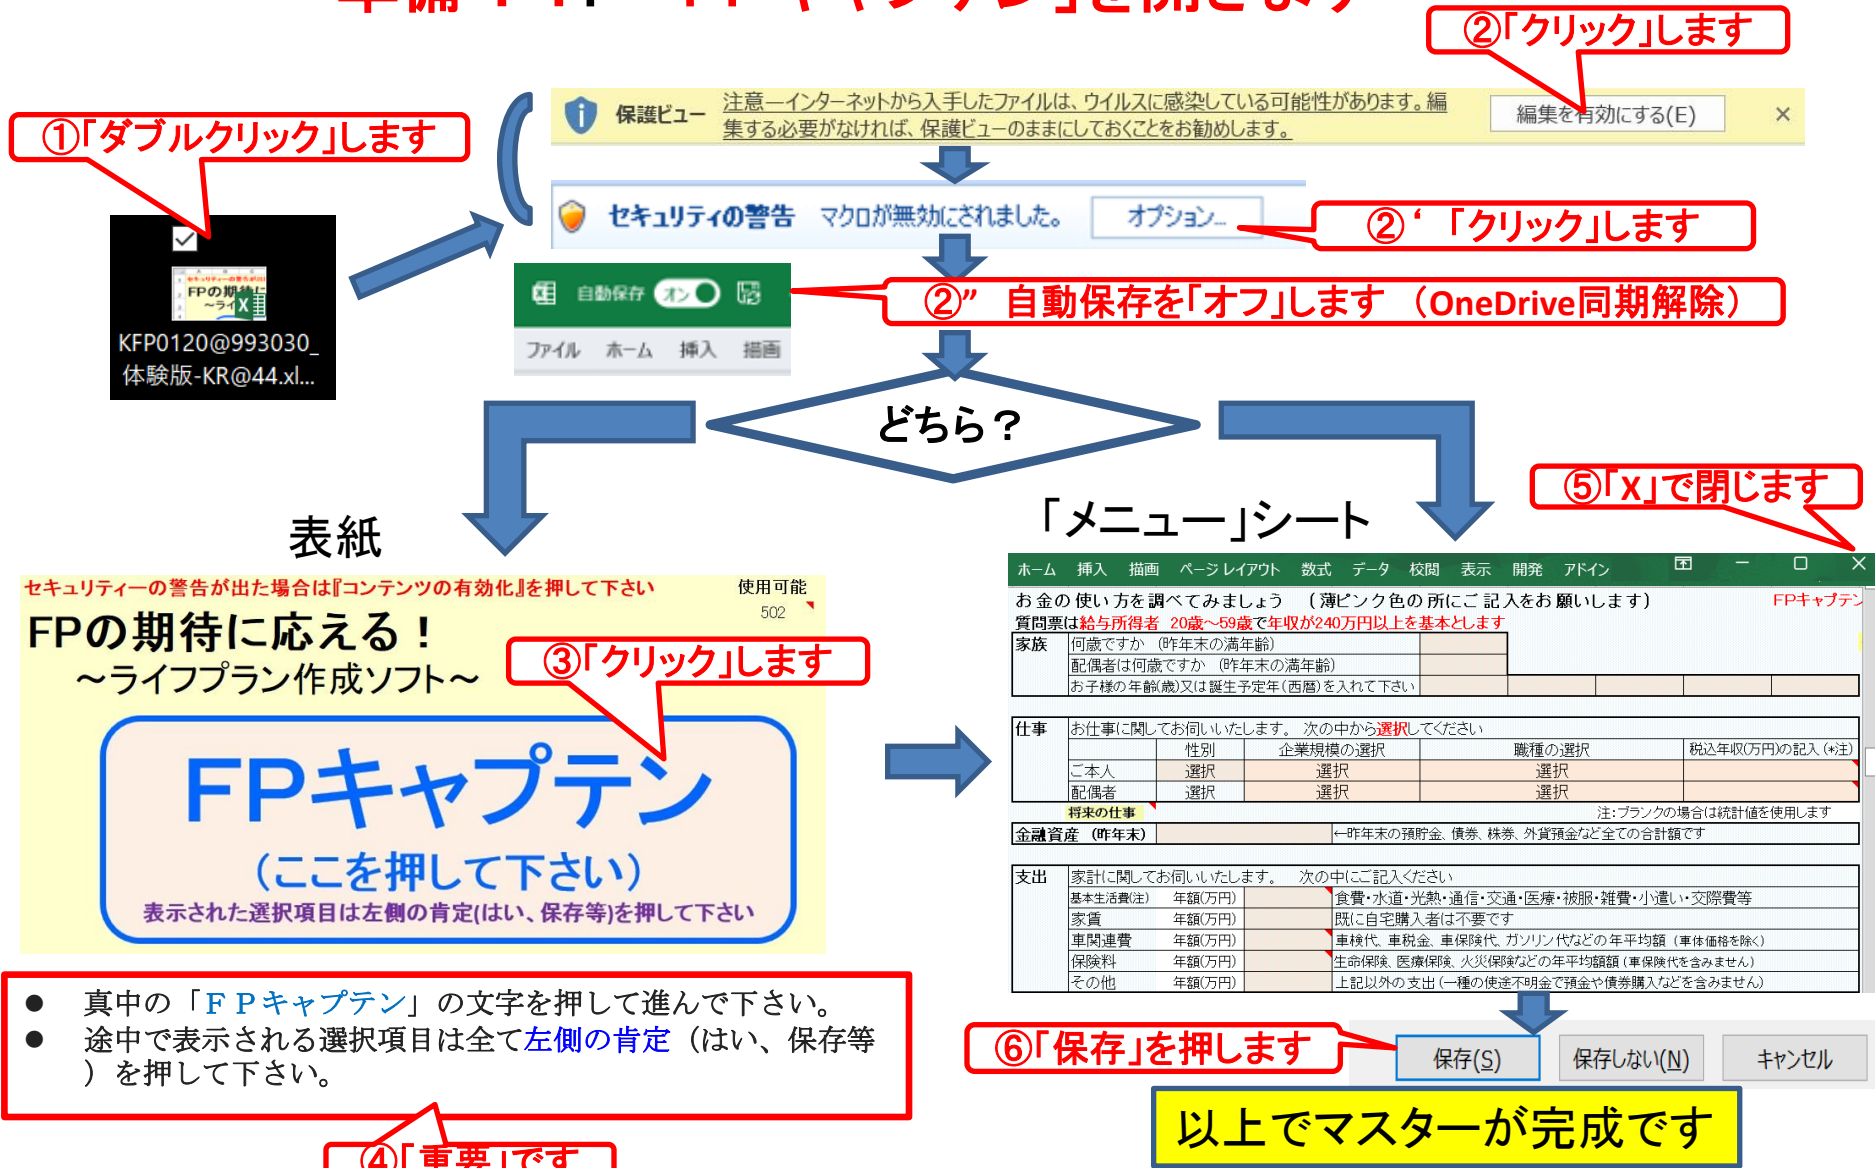 ②「クリック」します
保護ビュー 注意―インターネットから入手したファイルは、ウイルスに感染している可能性があります。編
集する必要がなければ、保護ビューのままにしておくことをお勧めします。
編集を有効にする(E) ×
①「ダブルクリック」します
セキュリティの警告 マクロが無効にされました。 オプション...
②‘「クリック」します
自動保存 オン
②” 自動保存を「オフ」します （OneDrive同期解除）
ファイル ホーム 挿入 描画
FPの期待に
～ライ
KFP0120@993030_
体験版-KR@44.xl...
どちら？
⑤「X」で閉じます
表紙
「メニュー」シート
セキュリティーの警告が出た場合は『コンテンツの有効化』を押して下さい
使用可能
502
FPの期待に応える！
～ライフプラン作成ソフト～
③「クリック」します
FPキャプテン
(ここを押して下さい)
表示された選択項目は左側の肯定(はい、保存等)を押して下さい
● 真中の「ＦＰキャプテン」の文字を押して進んで下さい。
● 途中で表示される選択項目は全て左側の肯定（はい、保存等
）を押して下さい。
④「重要」です
ホーム 挿入 描画 ページ レイアウト 数式 データ 校閲 表示 開発 アドイン
お金の使い方を調べてみましょう （薄ピンク色の所にご記入をお願いします） FPキャプテン
質問票は給与所得者 20歳～59歳で年収が240万円以上を基本とします
家族 何歳ですか （昨年末の満年齢）
配偶者は何歳ですか （昨年末の満年齢）
お子様の年齢(歳)又は誕生予定年(西暦)を入れて下さい
仕事 お仕事に関してお伺いいたします。 次の中から選択してください
性別 企業規模の選択 職種の選択 税込年収(万円)の記入(*注)
ご本人 選択 選択 選択
配偶者 選択 選択 選択
将来の仕事 注：ブランクの場合は統計値を使用します
金融資産 （昨年末） ←昨年末の預貯金、債券、株券、外貨預金など全ての合計額です
支出 家計に関してお伺いいたします。 次の中にご記入ください
基本生活費(注) 年額(万円) 食費・水道・光熱・通信・交通・医療・被服・雑費・小遣い・交際費等
家賃 年額(万円) 既に自宅購入者は不要です
車関連費 年額(万円) 車検代、車税金、車保険代、ガソリン代などの年平均額（車体価格を除く）
保険料 年額(万円) 生命保険、医療保険、火災保険などの年平均額額（車保険代を含みません）
その他 年額(万円) 上記以外の支出（一種の使途不明金で預金や債券購入などを含みません）
⑥「保存」を押します
保存(S) 保存しない(N) キャンセル
以上でマスターが完成です